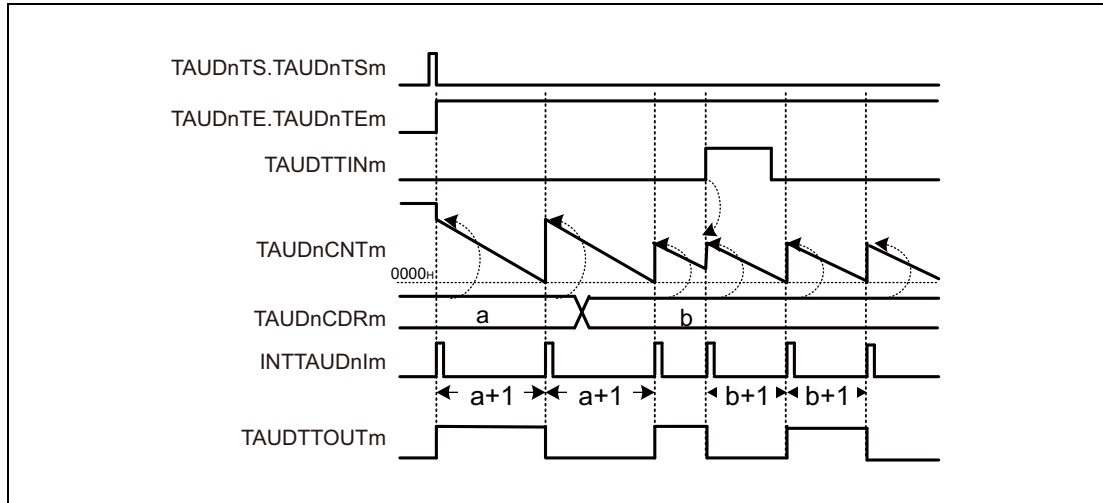 TAUDnTS.TAUDnTSm
TAUDnTE.TAUDnTEm
TAUDTTINm
TAUDnCNTm
0000H
TAUDnCDRm
a
b
INTTAUDnIm
a+1
a+1
b+1
b+1
TAUDTTOUTm